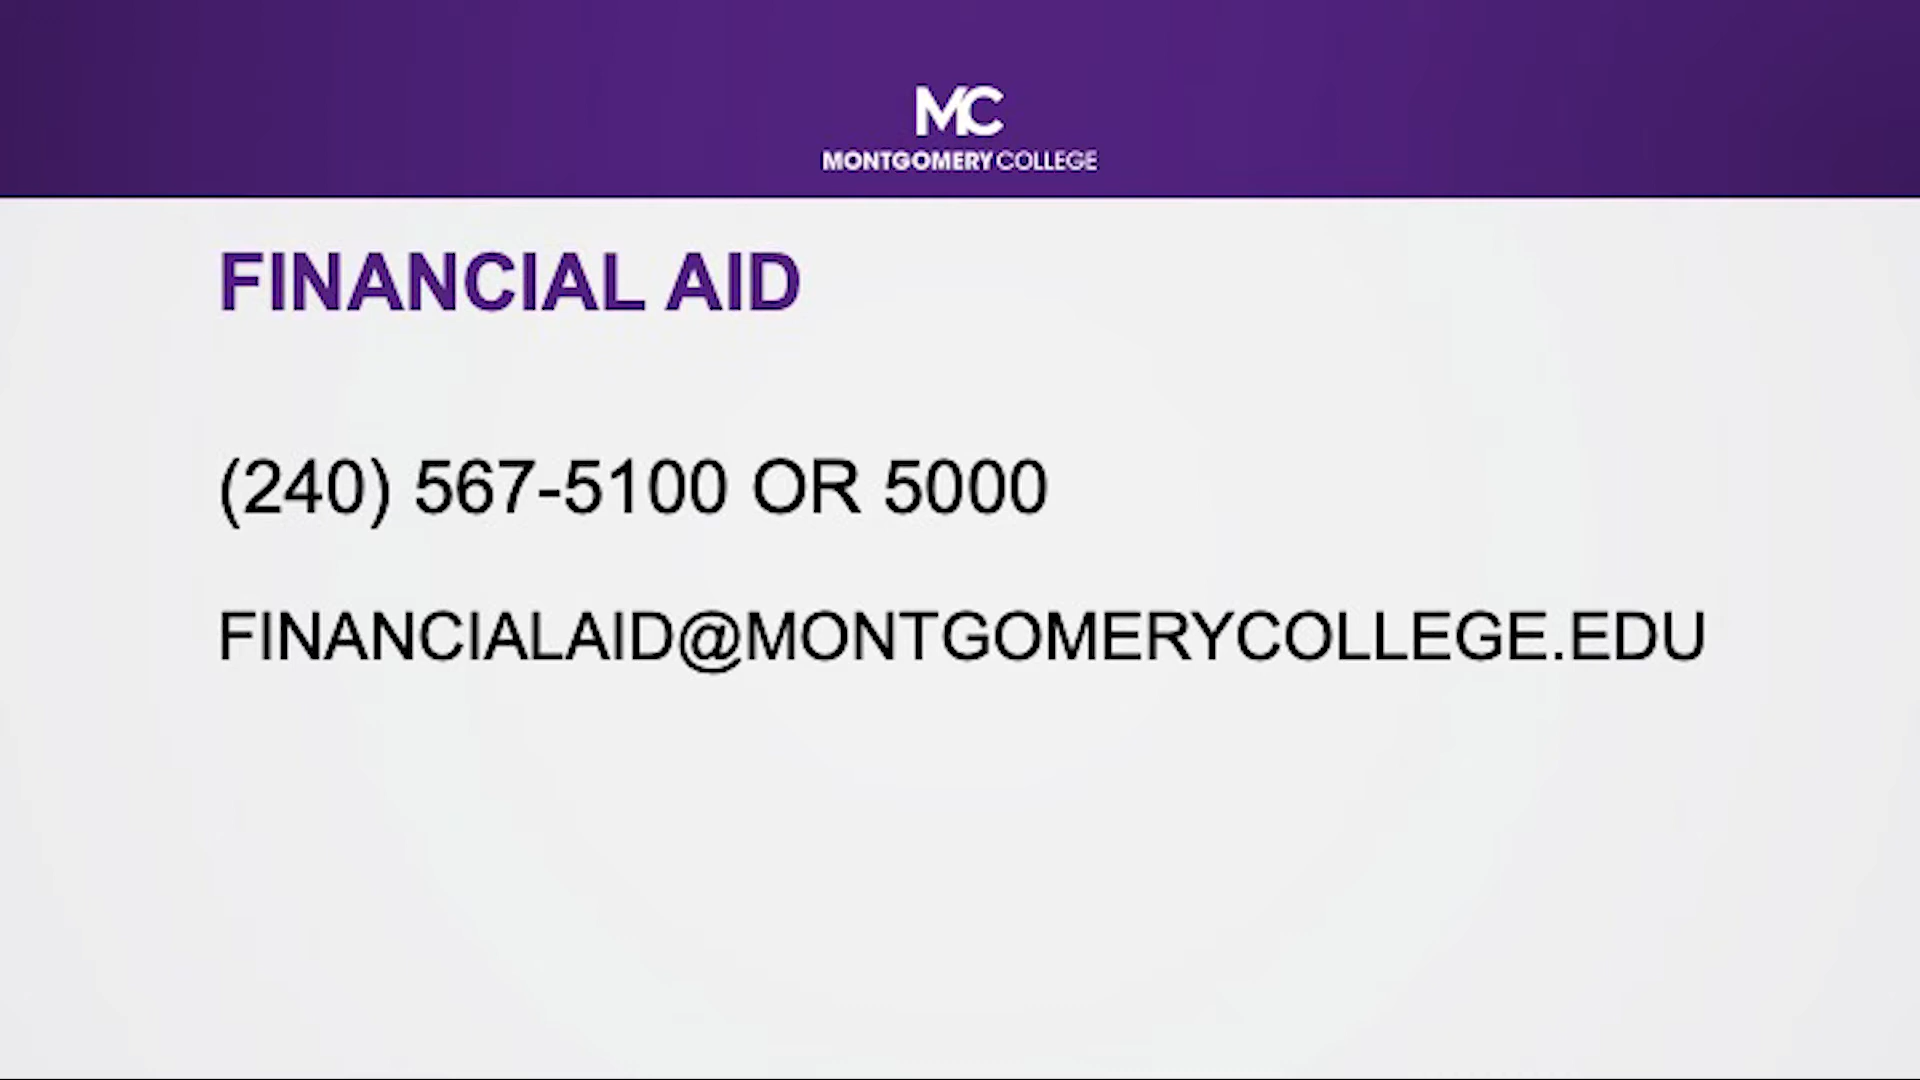 MC
MONTGOMERY COLLEGE
FINANCIAL AID
(240) 567-5100 OR 5000
FINANCIALAID@MONTGOMERYCOLLEGE.EDU